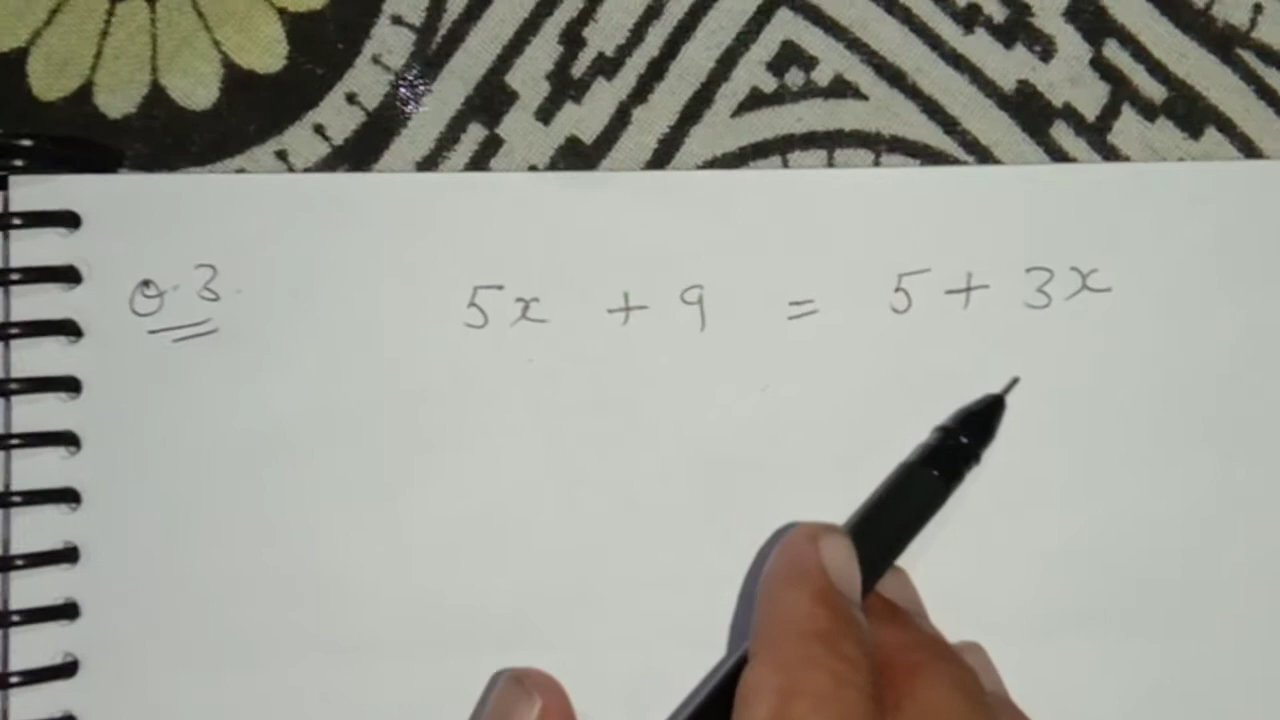 Q.3 5x + 9 = 5 + 3x